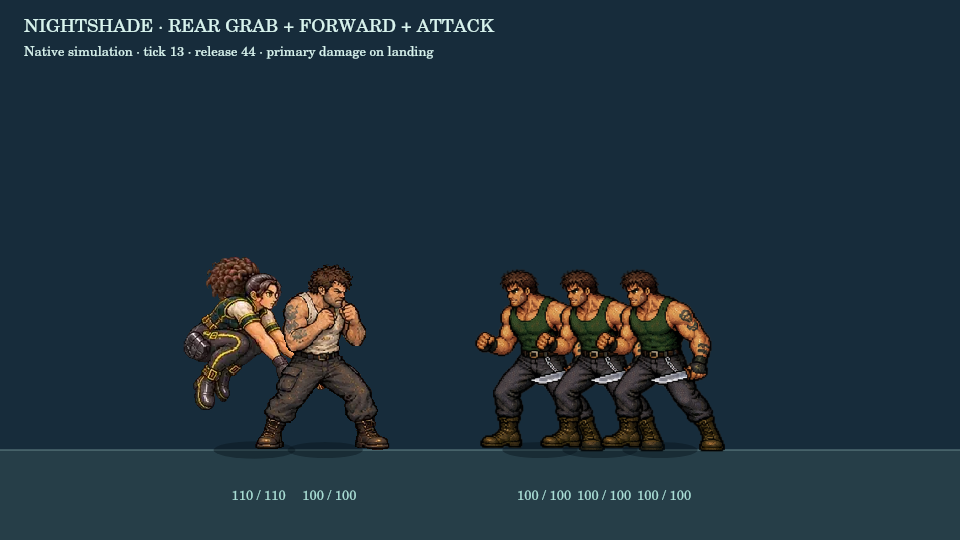 NIGHTSHADE · REAR GRAB + FORWARD + ATTACK
Native simulation · tick 13 · release 44 · primary damage on landing
110 / 110 100 / 100 100 / 100 100 / 100 100 / 100